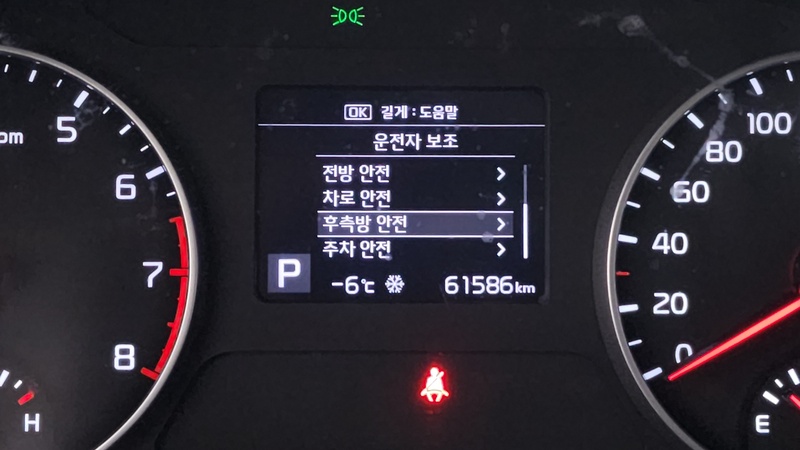 OK 길게 : 도움말
운전자 보조
전방 안전
차로 안전
후측방 안전
주차 안전
P
-6℃ 61586km
5
6
7
8
H
100
80
60
40
20
0
E